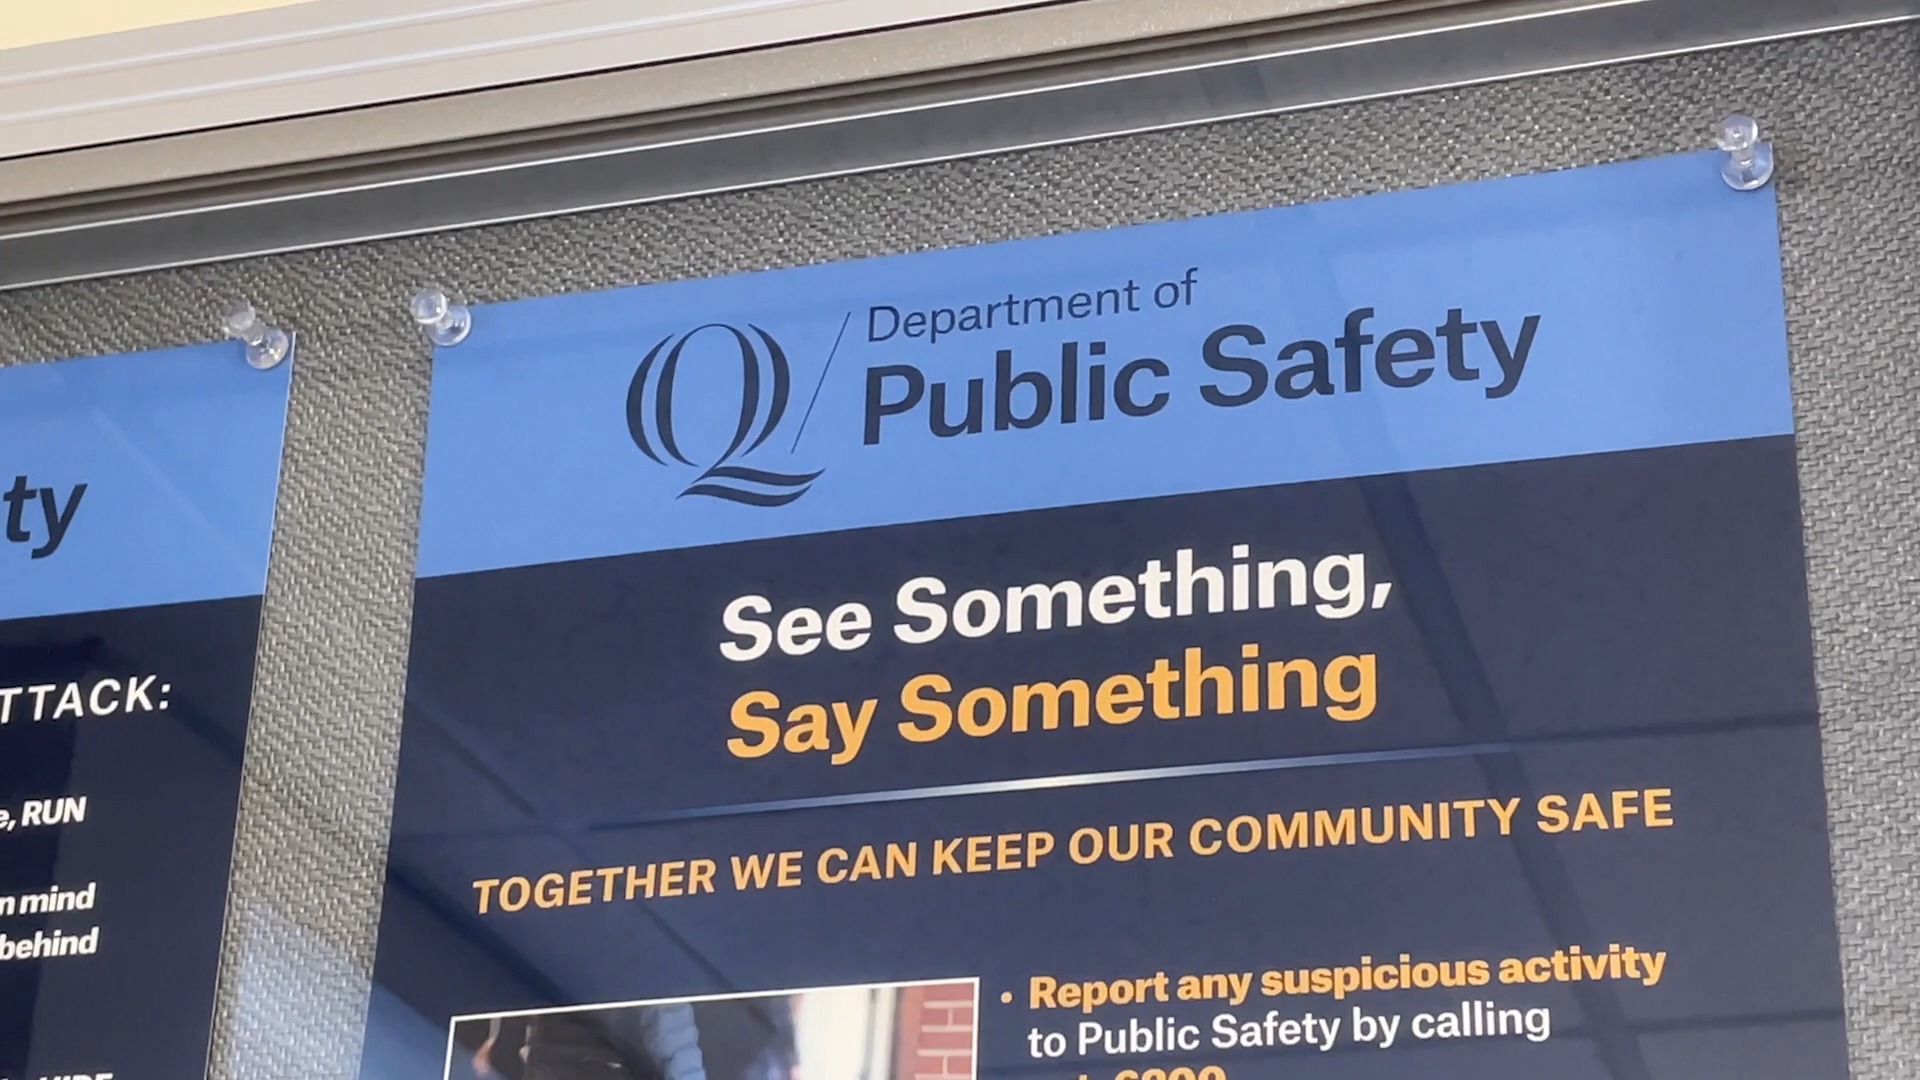 ty
TTACK:
e, RUN
n mind
behind
Q Department of
Public Safety
See Something,
Say Something
TOGETHER WE CAN KEEP OUR COMMUNITY SAFE
• Report any suspicious activity
to Public Safety by calling